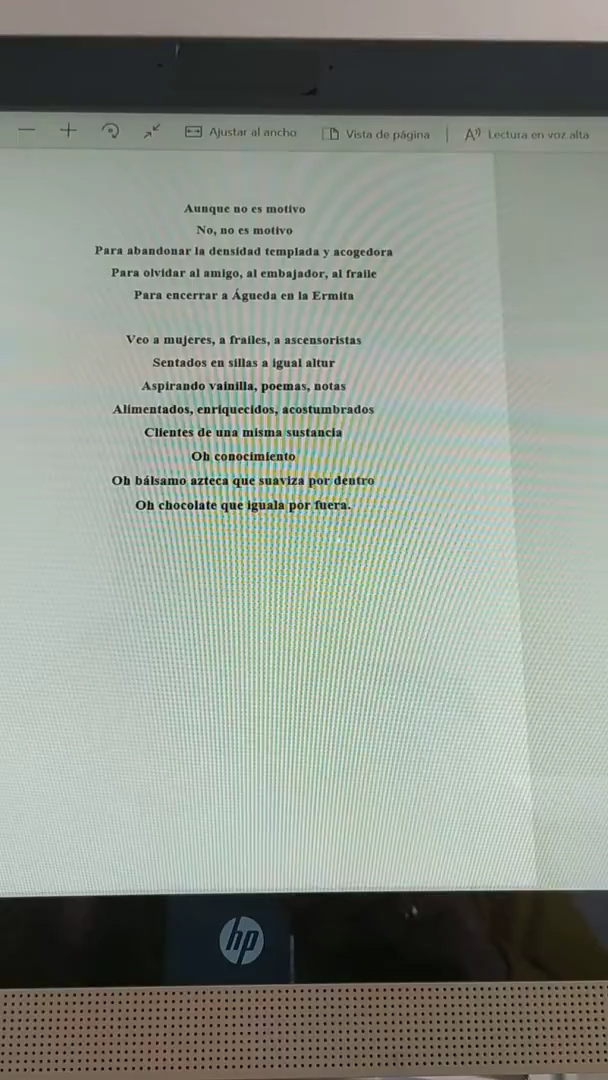 Ajustar al ancho
Vista de página
Lectura en voz alta
Aunque no es motivo
No, no es motivo
Para abandonar la densidad templada y acogedora
Para olvidar al amigo, al embajador, al fraile
Para encerrar a Águeda en la Ermita
Veo a mujeres, a frailes, a ascensoristas
Sentados en sillas a igual altur
Aspirando vainilla, poemas, notas
Alimentados, enriquecidos, acostumbrados
Clientes de una misma sustancia
Oh conocimiento
Oh bálsamo azteca que suaviza por dentro
Oh chocolate que iguala por fuera.
hp